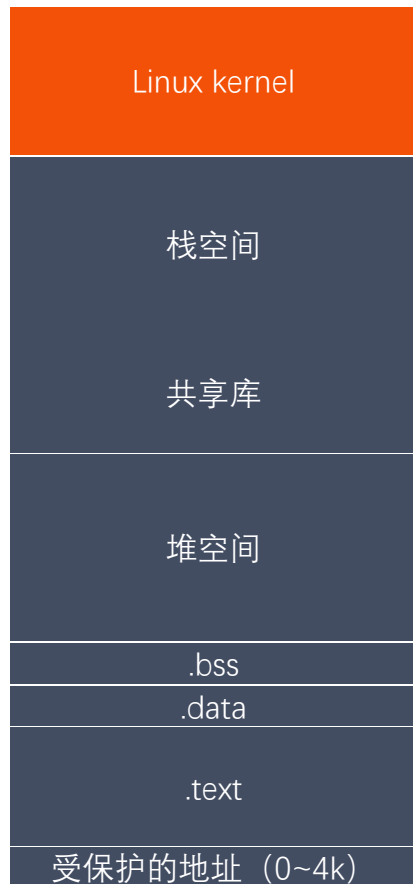 Linux kernel
栈空间
共享库
堆空间
.bss
.data
.text
受保护的地址（0~4k）